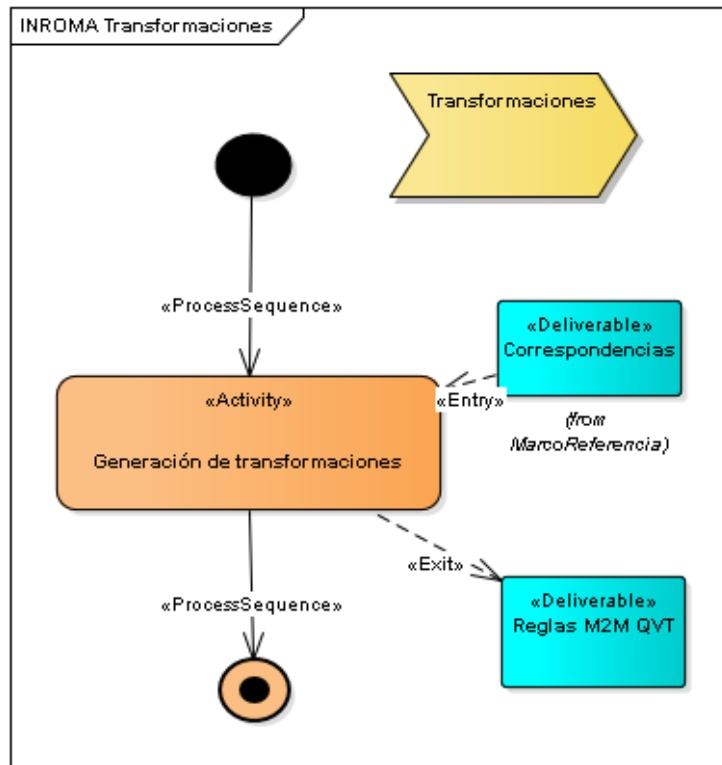 INROMA Transformaciones
Transformaciones
«ProcessSequence»
«Deliverable»
Correspondencias
«Entry»
(from
MarcoReferencia)
«Activity»
Generación de transformaciones
«Exit»
«ProcessSequence»
«Deliverable»
Reglas M2M QVT